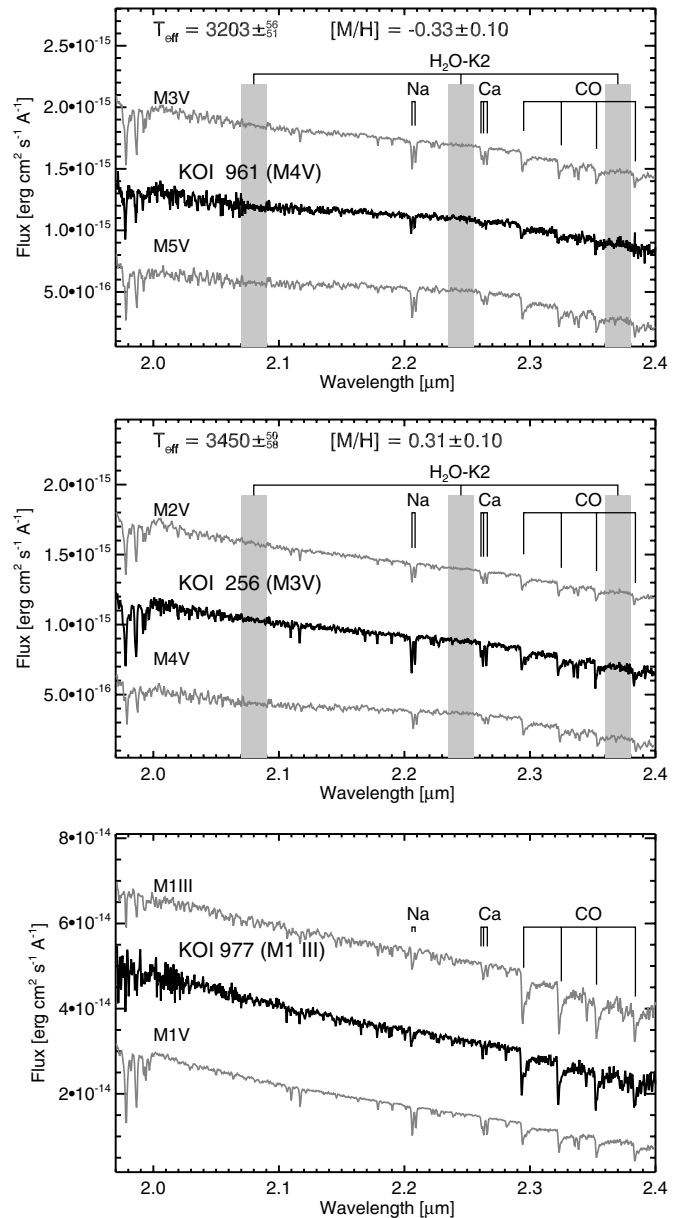 T_eff = 3203±^56_51 [M/H] = -0.33±0.10
2.5•10^-15
2.0•10^-15
1.5•10^-15
1.0•10^-15
5.0•10^-16
Flux [erg cm^2 s^-1 A^-1]
H₂O-K2
Na
Ca
CO
M3V
KOI 961 (M4V)
M5V
2.0 2.1 2.2 2.3 2.4
Wavelength [µm]
T_eff = 3450±^50_58 [M/H] = 0.31±0.10
2.0•10^-15
1.5•10^-15
1.0•10^-15
5.0•10^-16
Flux [erg cm^2 s^-1 A^-1]
H₂O-K2
Na
Ca
CO
M2V
KOI 256 (M3V)
M4V
2.0 2.1 2.2 2.3 2.4
Wavelength [µm]
8•10^-14
6•10^-14
4•10^-14
2•10^-14
Flux [erg cm^2 s^-1 A^-1]
Na
Ca
CO
M1III
KOI 977 (M1 III)
M1V
2.0 2.1 2.2 2.3 2.4
Wavelength [µm]